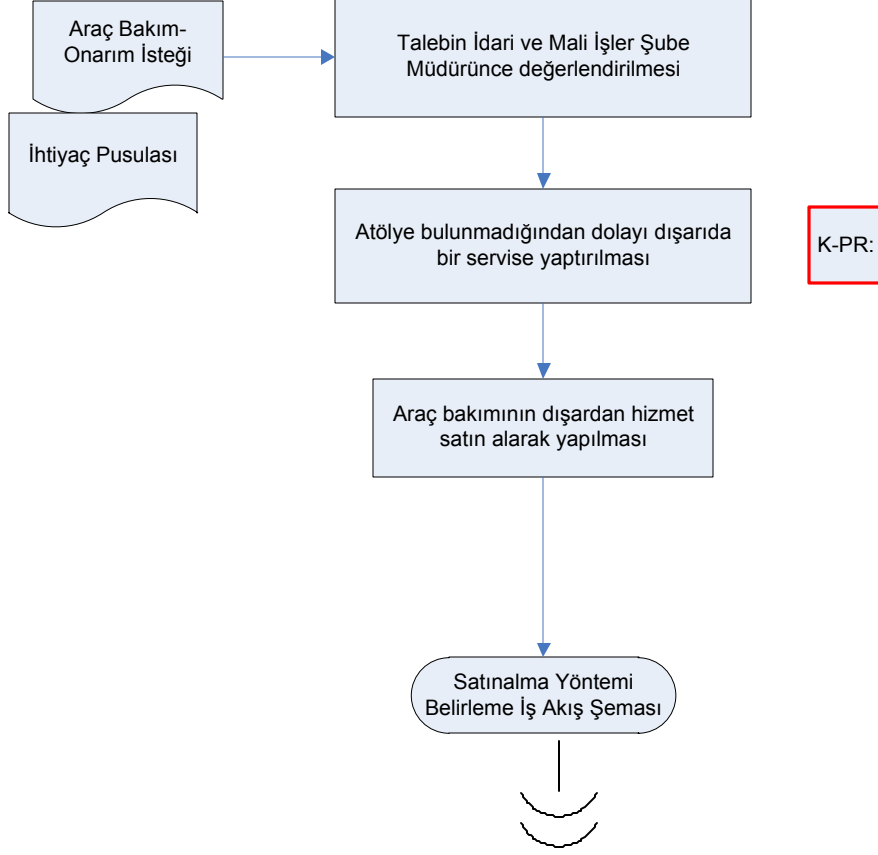 Araç Bakım-
Onarım İsteği
Talebin İdari ve Mali İşler Şube
Müdürünce değerlendirilmesi
İhtiyaç Pusulası
Atölye bulunmadığından dolayı dışarıda
bir servise yaptırılması
K-PR:
Araç bakımının dışardan hizmet
satın alarak yapılması
Satınalma Yöntemi
Belirleme İş Akış Şeması